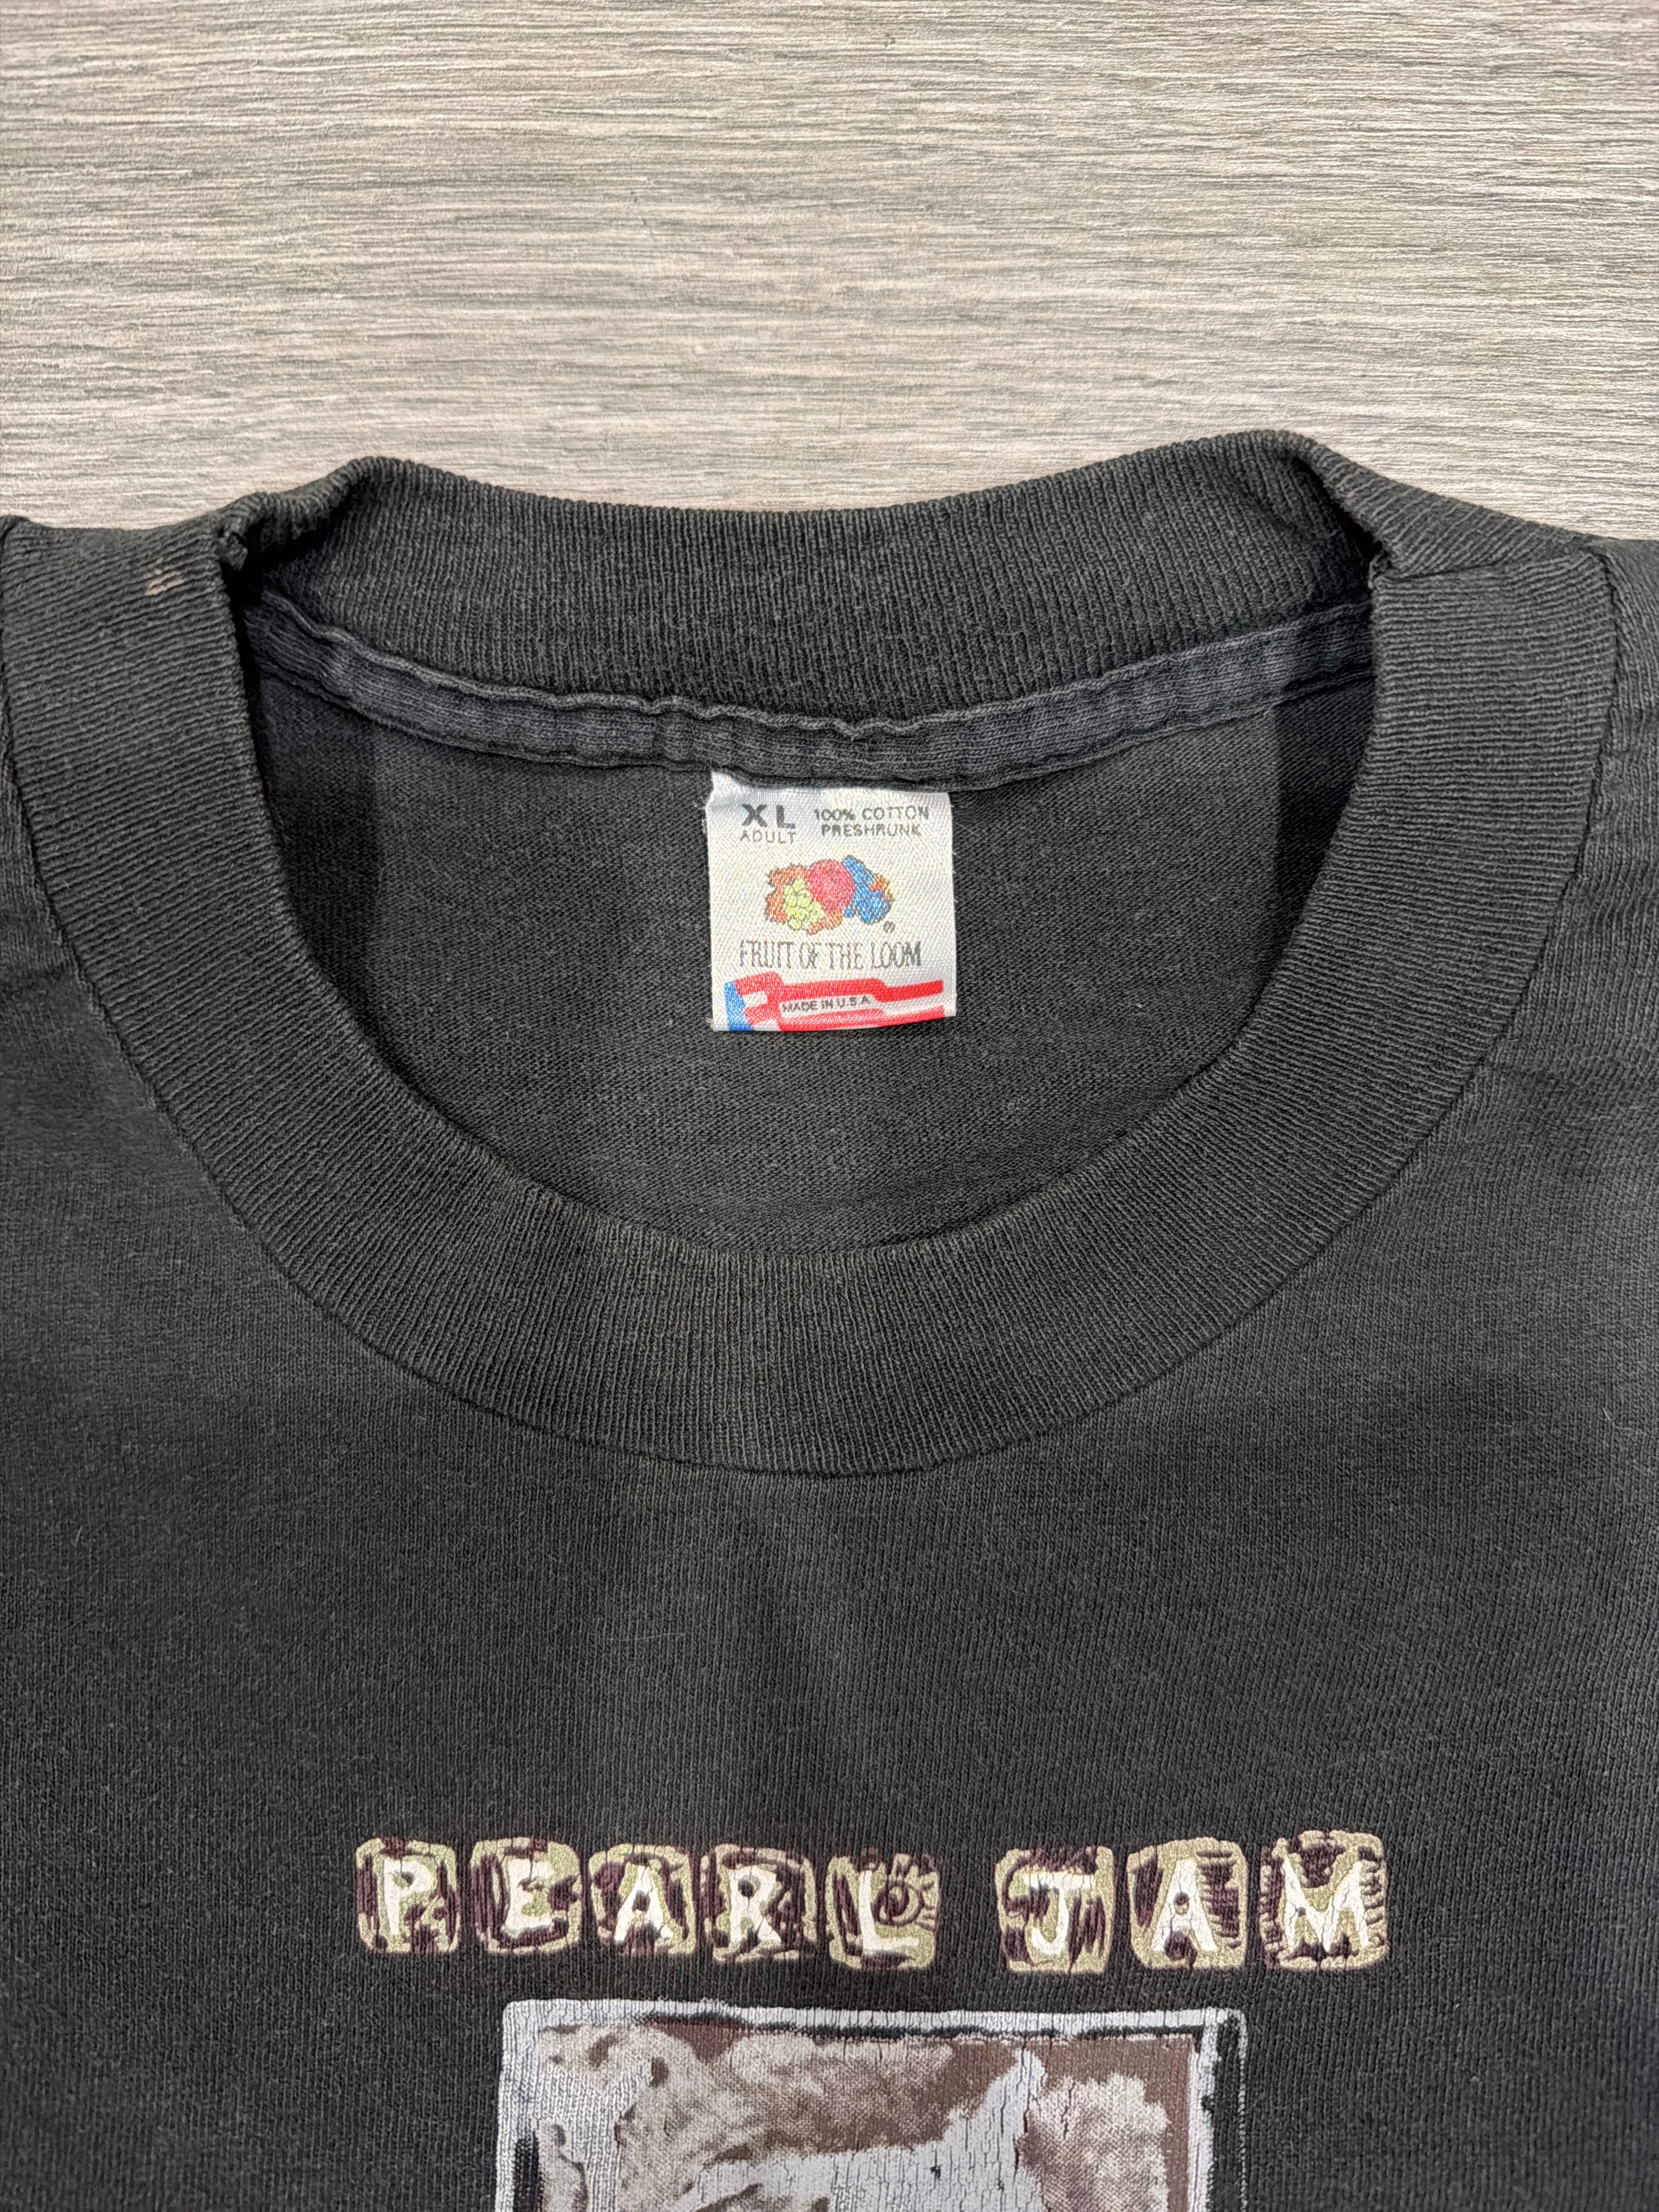 XL 100% COTTON
ADULT PRESHRUNK
®
FRUIT OF THE LOOM
MADE IN U.S.A.
PEARL JAM